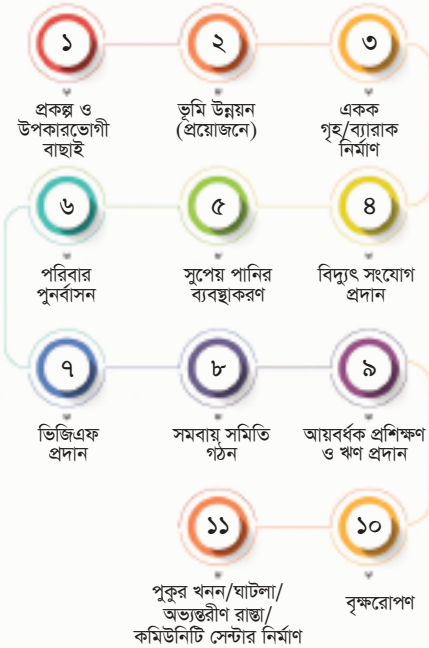 ১
প্রকল্প ও
উপকারভোগী
বাছাই
২
ভূমি উন্নয়ন
(প্রয়োজনে)
৩
একক
গৃহ/ব্যারাক
নির্মাণ
৪
বিদ্যুৎ সংযোগ
প্রদান
৫
সুপেয় পানির
ব্যবস্থাকরণ
৬
পরিবার
পুনর্বাসন
৭
ভিজিএফ
প্রদান
৮
সমবায় সমিতি
গঠন
৯
আয়বর্ধক প্রশিক্ষণ
ও ঋণ প্রদান
১০
বৃক্ষরোপণ
১১
পুকুর খনন/ঘাটলা/
অভ্যন্তরীণ রাস্তা/
কমিউনিটি সেন্টার নির্মাণ